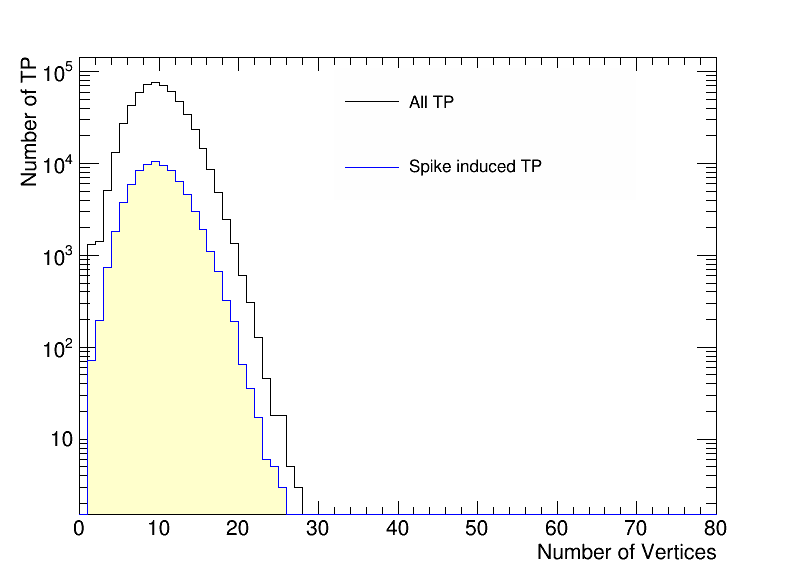 Number of TP
10^5
10^4
10^3
10^2
10
All TP
Spike induced TP
0 10 20 30 40 50 60 70 80
Number of Vertices